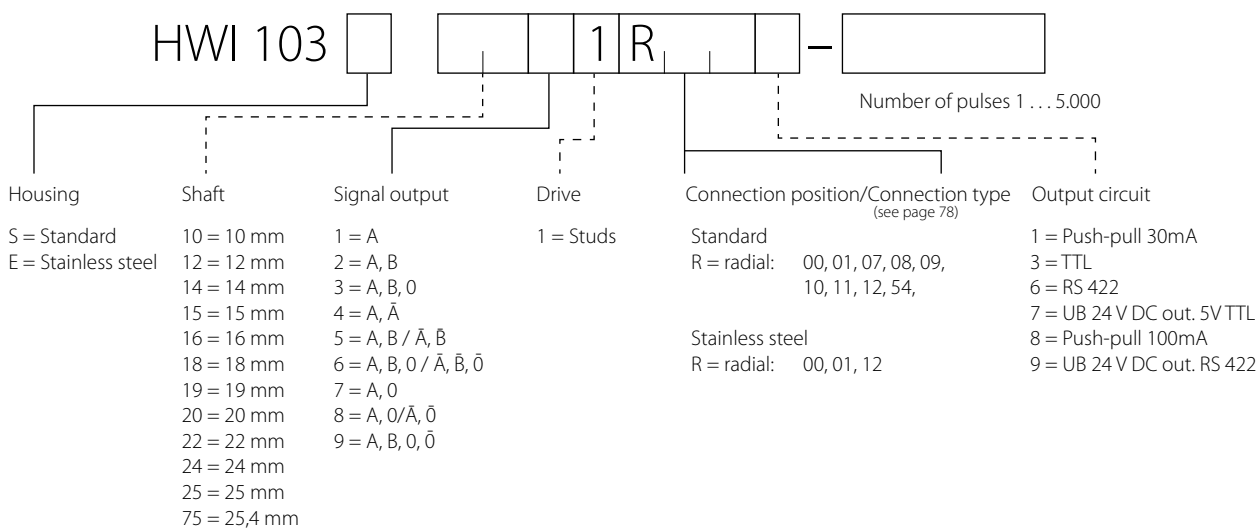 HWI 103 1 R –
Number of pulses 1 . . . 5.000
Housing
S = Standard
E = Stainless steel
Shaft
10 = 10 mm
12 = 12 mm
14 = 14 mm
15 = 15 mm
16 = 16 mm
18 = 18 mm
19 = 19 mm
20 = 20 mm
22 = 22 mm
24 = 24 mm
25 = 25 mm
75 = 25,4 mm
Signal output
1 = A
2 = A, B
3 = A, B, 0
4 = A, Ā
5 = A, B / Ā, B̄
6 = A, B, 0 / Ā, B̄, 0̄
7 = A, 0
8 = A, 0/Ā, 0̄
9 = A, B, 0, 0̄
Drive
1 = Studs
Connection position/Connection type
(see page 78)
Standard
R = radial: 00, 01, 07, 08, 09,
10, 11, 12, 54,
Stainless steel
R = radial: 00, 01, 12
Output circuit
1 = Push-pull 30mA
3 = TTL
6 = RS 422
7 = UB 24 V DC out. 5V TTL
8 = Push-pull 100mA
9 = UB 24 V DC out. RS 422